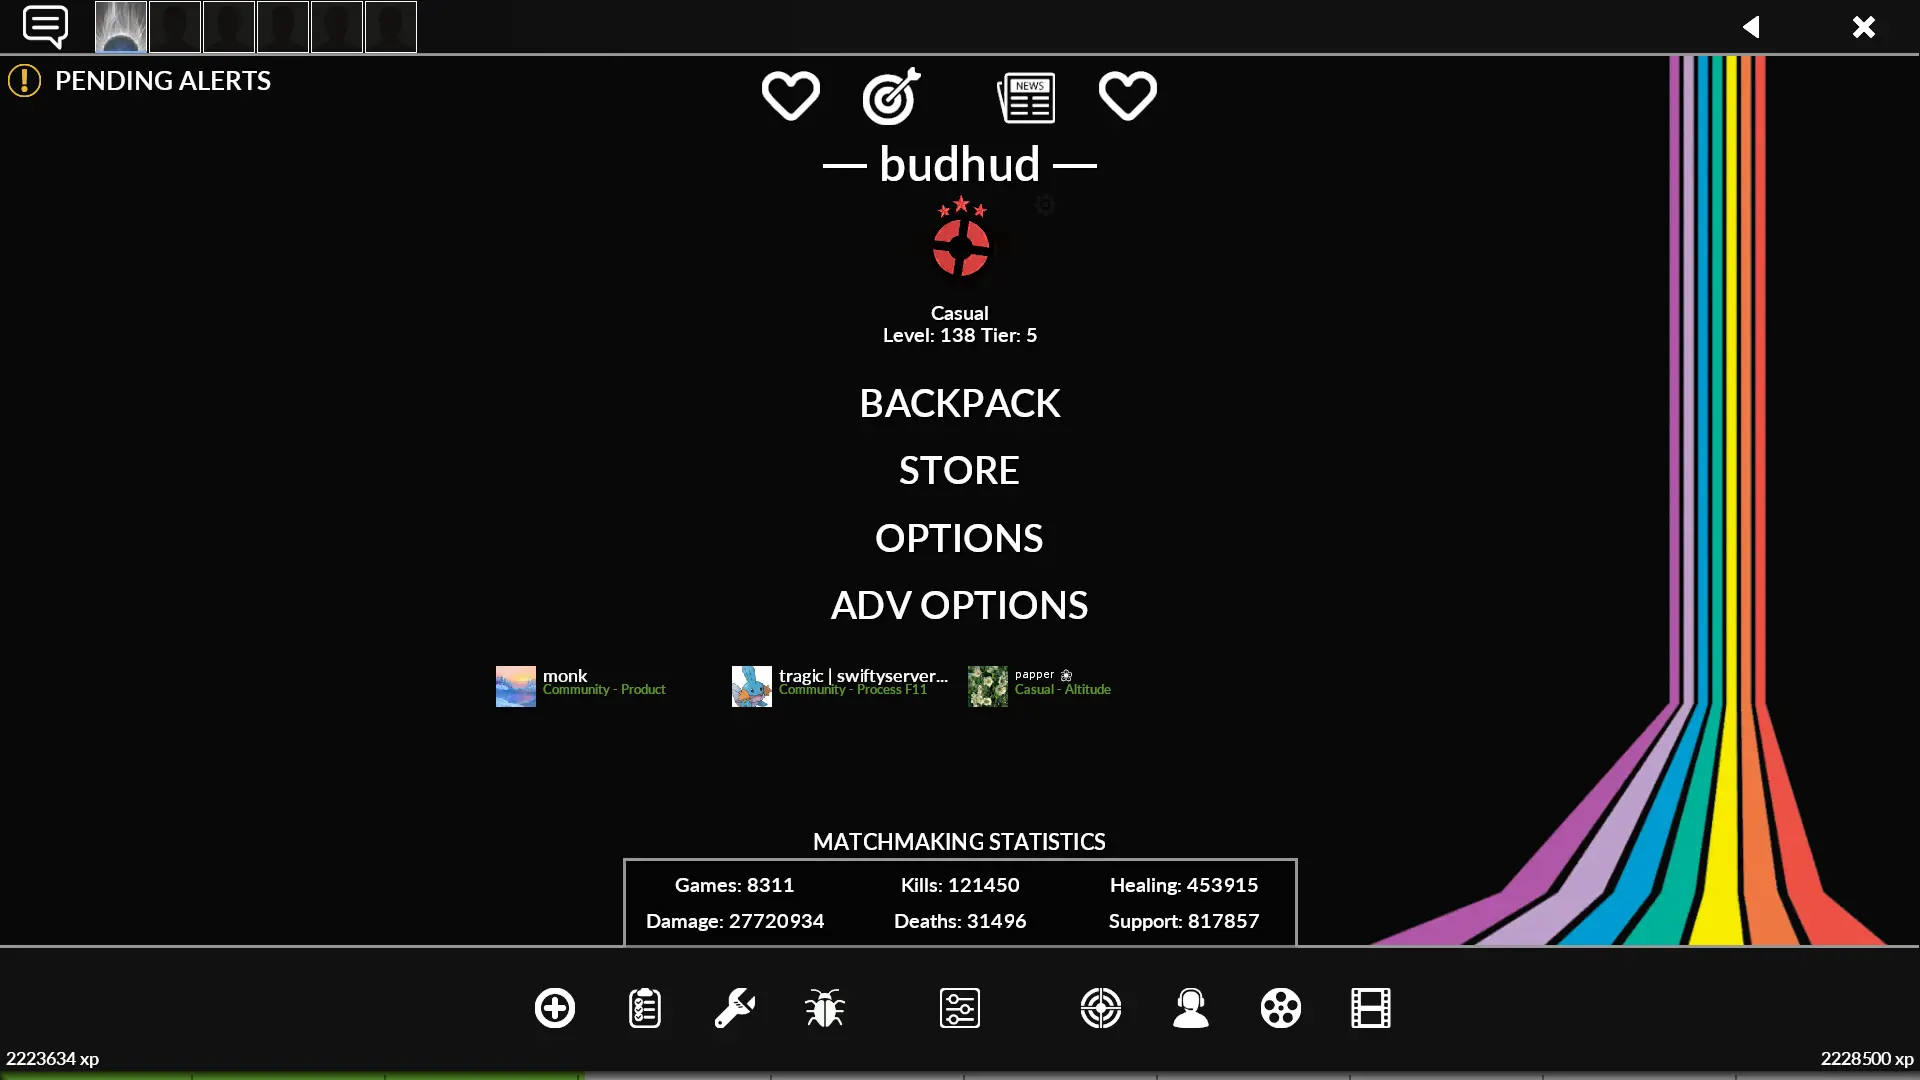 PENDING ALERTS
NEWS
— budhud —
Casual
Level: 138 Tier: 5
BACKPACK
STORE
OPTIONS
ADV OPTIONS
monk
Community - Product
tragic | swiftyserver...
Community - Process F11
papper ❀
Casual - Altitude
MATCHMAKING STATISTICS
Games: 8311 Kills: 121450 Healing: 453915
Damage: 27720934 Deaths: 31496 Support: 817857
2223634 xp 2228500 xp